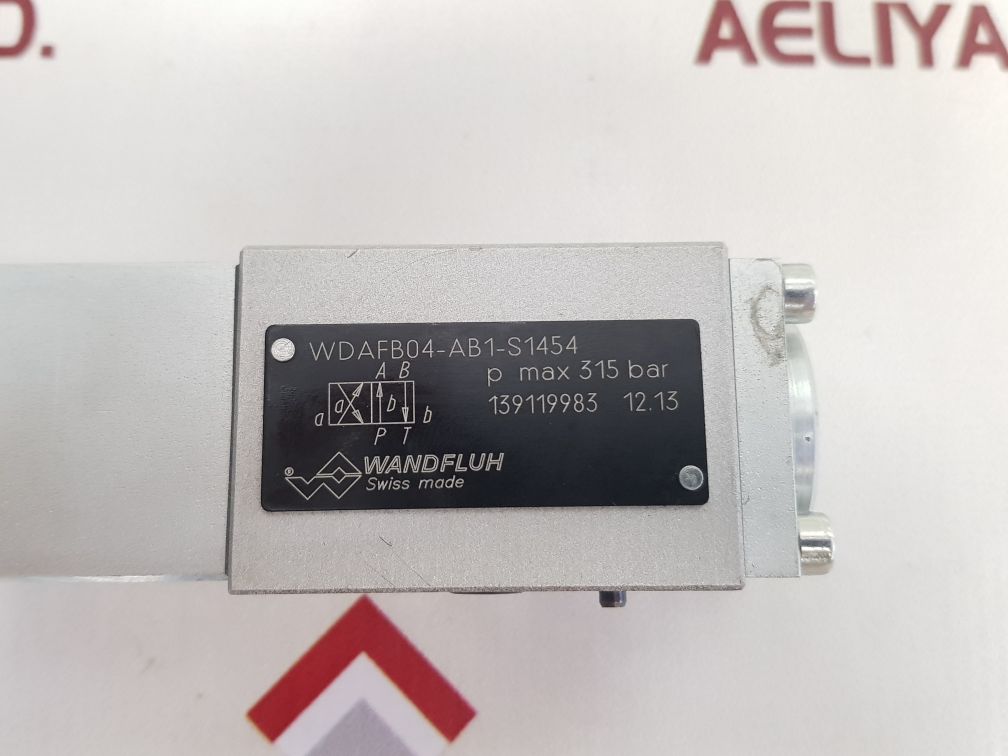 D.
AELIYA
WDAFB04-AB1-S1454
A B
p max 315 bar
a a b b
139119983 12.13
P T
® WANDFLUH
Swiss made